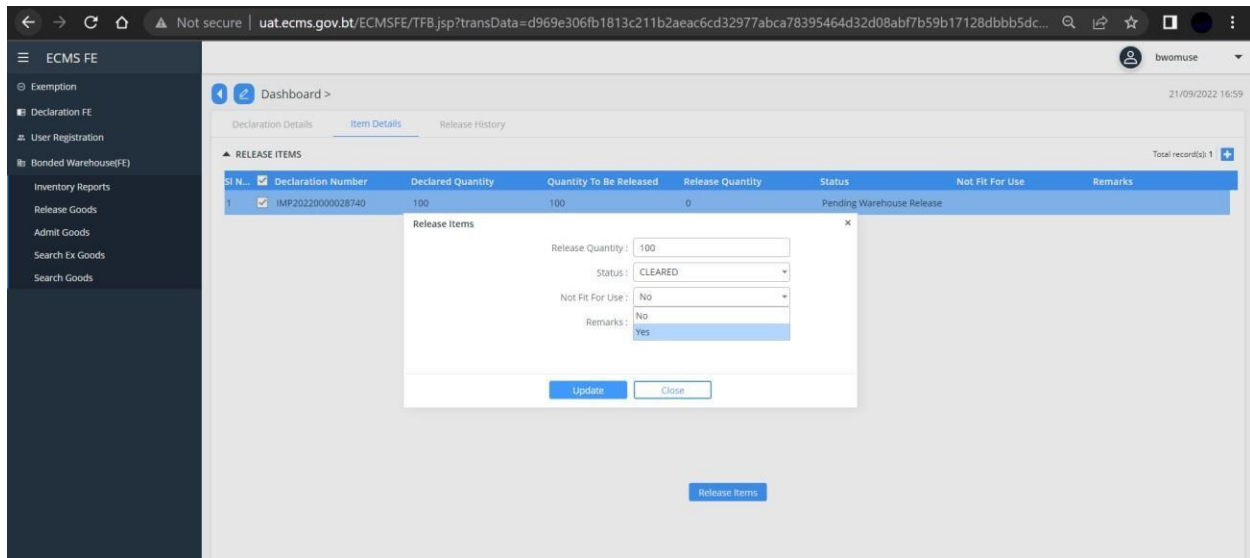 Not secure | uat.ecms.gov.bt/ECMSFE/TFB.jsp?transData=d969e306fb1813c211b2aeac6cd32977abca78395464d32d08abf7b59b17128dbbb5dc...
ECMS FE
bwomuse
Exemption
Declaration FE
User Registration
Bonded Warehouse(FE)
Inventory Reports
Release Goods
Admit Goods
Search Ex Goods
Search Goods
Dashboard >
21/09/2022 16:59
Declaration Details Item Details Release History
RELEASE ITEMS
Total record(s): 1
Sl N... Declaration Number Declared Quantity Quantity To Be Released Release Quantity Status Not Fit For Use Remarks
1 IMP20220000028740 100 100 0 Pending Warehouse Release
Release Items ×
Release Quantity : 100
Status : CLEARED
Not Fit For Use : No
Remarks :
No
Yes
Update Close
Release Items